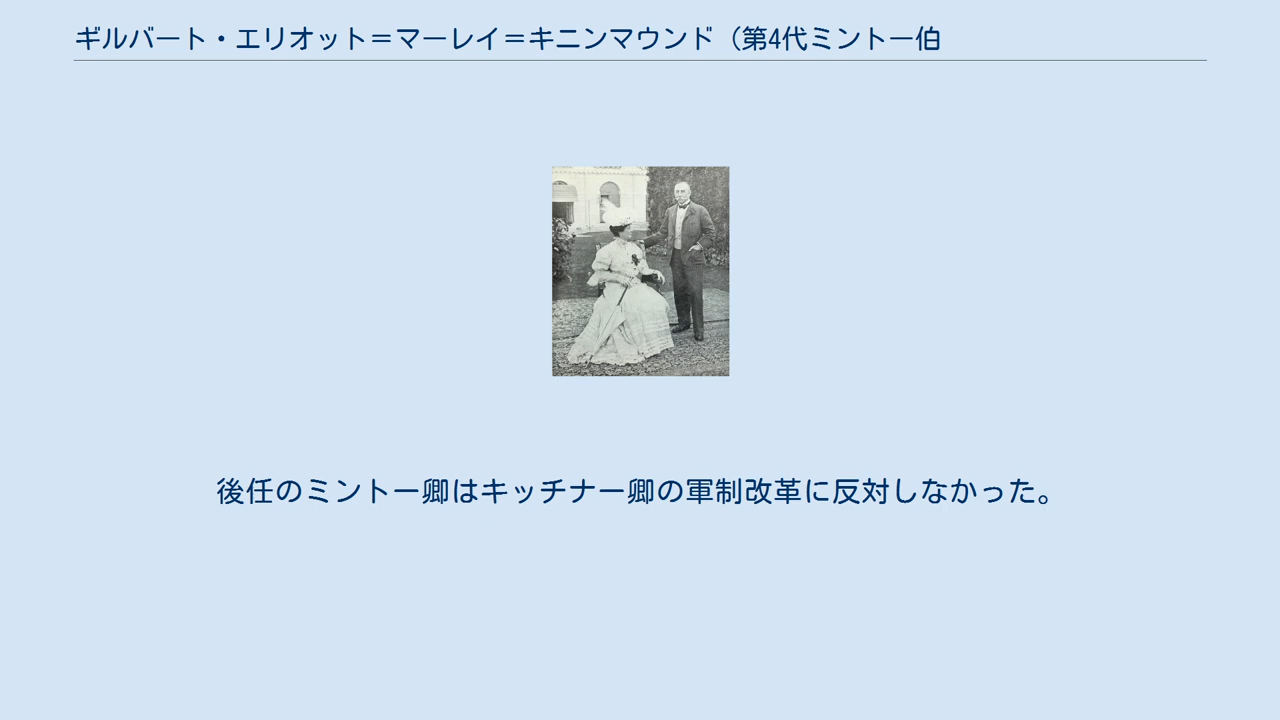 ギルバート・エリオット＝マーレイ＝キニンマウンド（第4代ミントー伯
後任のミントー卿はキッチナー卿の軍制改革に反対しなかった。